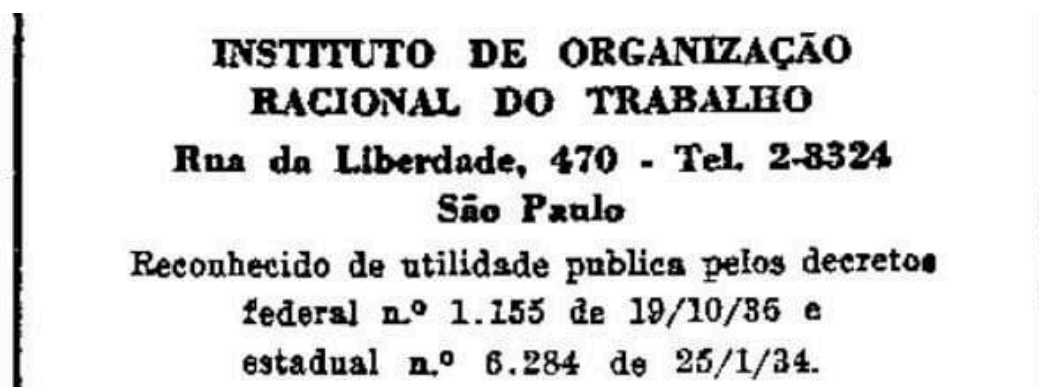 INSTITUTO DE ORGANIZAÇÃO
RACIONAL DO TRABALHO
Rua da Liberdade, 470 - Tel. 2-8324
São Paulo
Reconhecido de utilidade publica pelos decretos
federal n.º 1.155 de 19/10/36 e
estadual n.º 6.284 de 25/1/34.